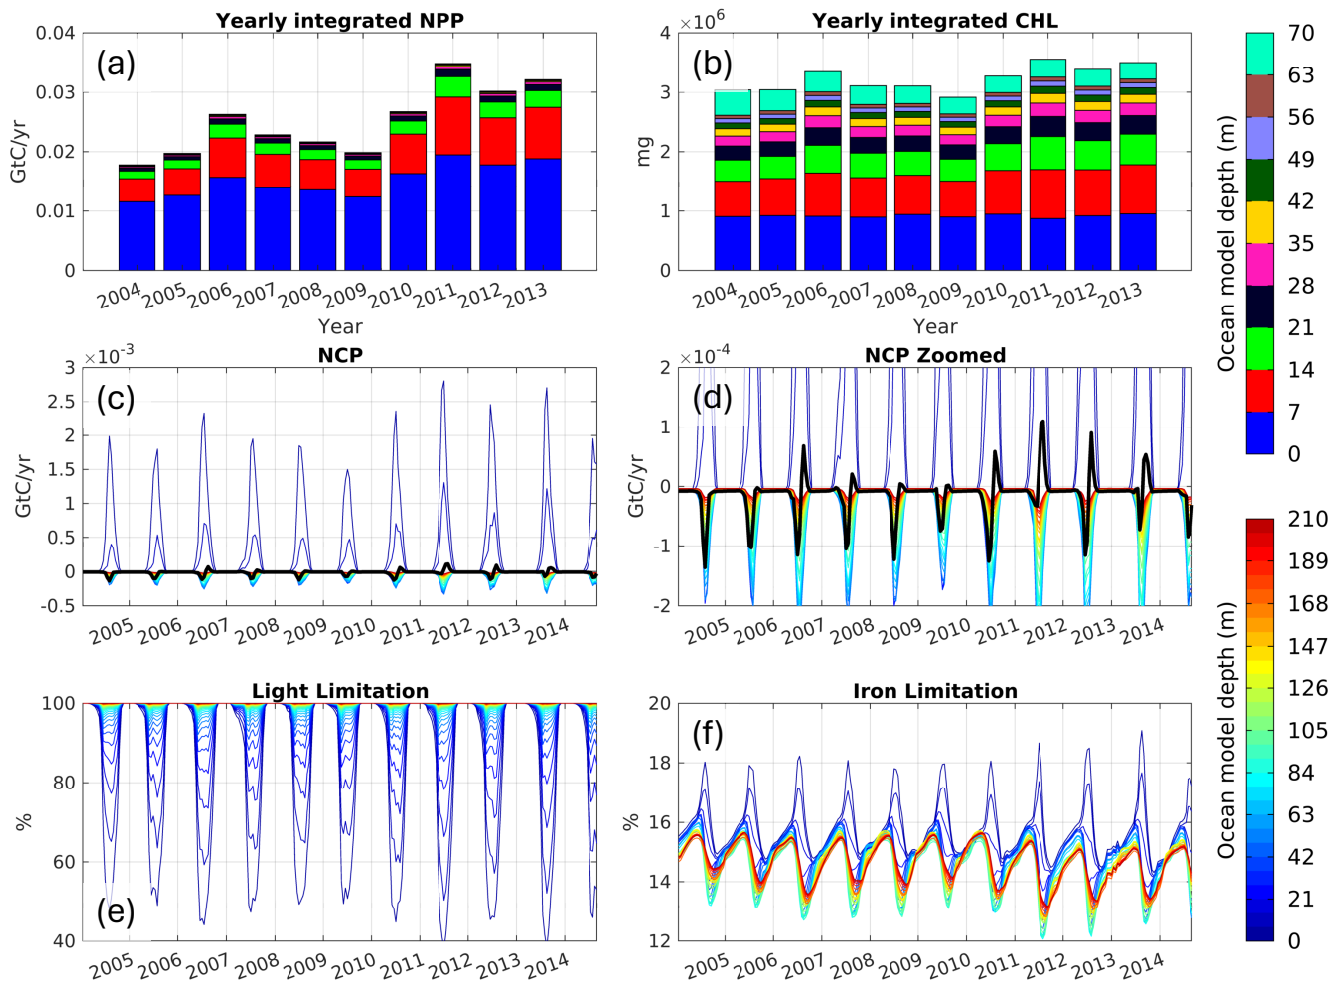 Yearly integrated NPP
(a)
0.04
0.03
0.02
0.01
0
GtC/yr
2004 2005 2006 2007 2008 2009 2010 2011 2012 2013
Year
Yearly integrated CHL
×10⁶
(b)
4
3
2
1
0
mg
2004 2005 2006 2007 2008 2009 2010 2011 2012 2013
Year
70
63
56
49
42
35
28
21
14
7
0
Ocean model depth (m)
NCP
×10⁻³
(c)
3
2.5
2
1.5
1
0.5
0
-0.5
GtC/yr
2005 2006 2007 2008 2009 2010 2011 2012 2013 2014
NCP Zoomed
×10⁻⁴
(d)
2
1
0
-1
-2
GtC/yr
2005 2006 2007 2008 2009 2010 2011 2012 2013 2014
Light Limitation
100
80
60
40
%
(e)
2005 2006 2007 2008 2009 2010 2011 2012 2013 2014
Iron Limitation
(f)
20
18
16
14
12
%
2005 2006 2007 2008 2009 2010 2011 2012 2013 2014
210
189
168
147
126
105
84
63
42
21
0
Ocean model depth (m)